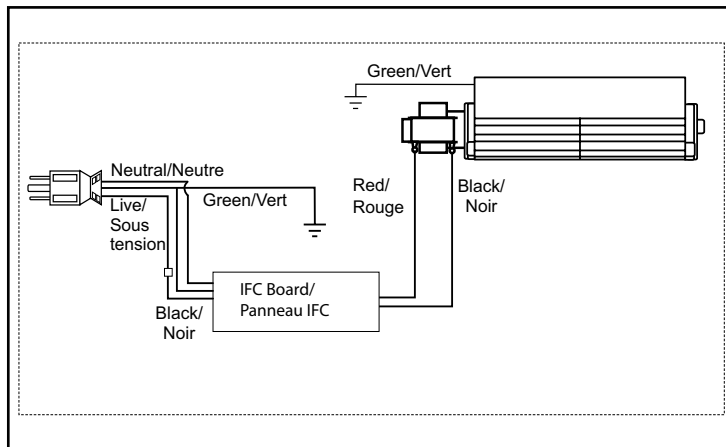 Green/Vert
Neutral/Neutre
Live/
Sous
tension
Green/Vert
Red/
Rouge
Black/
Noir
Black/
Noir
IFC Board/
Panneau IFC